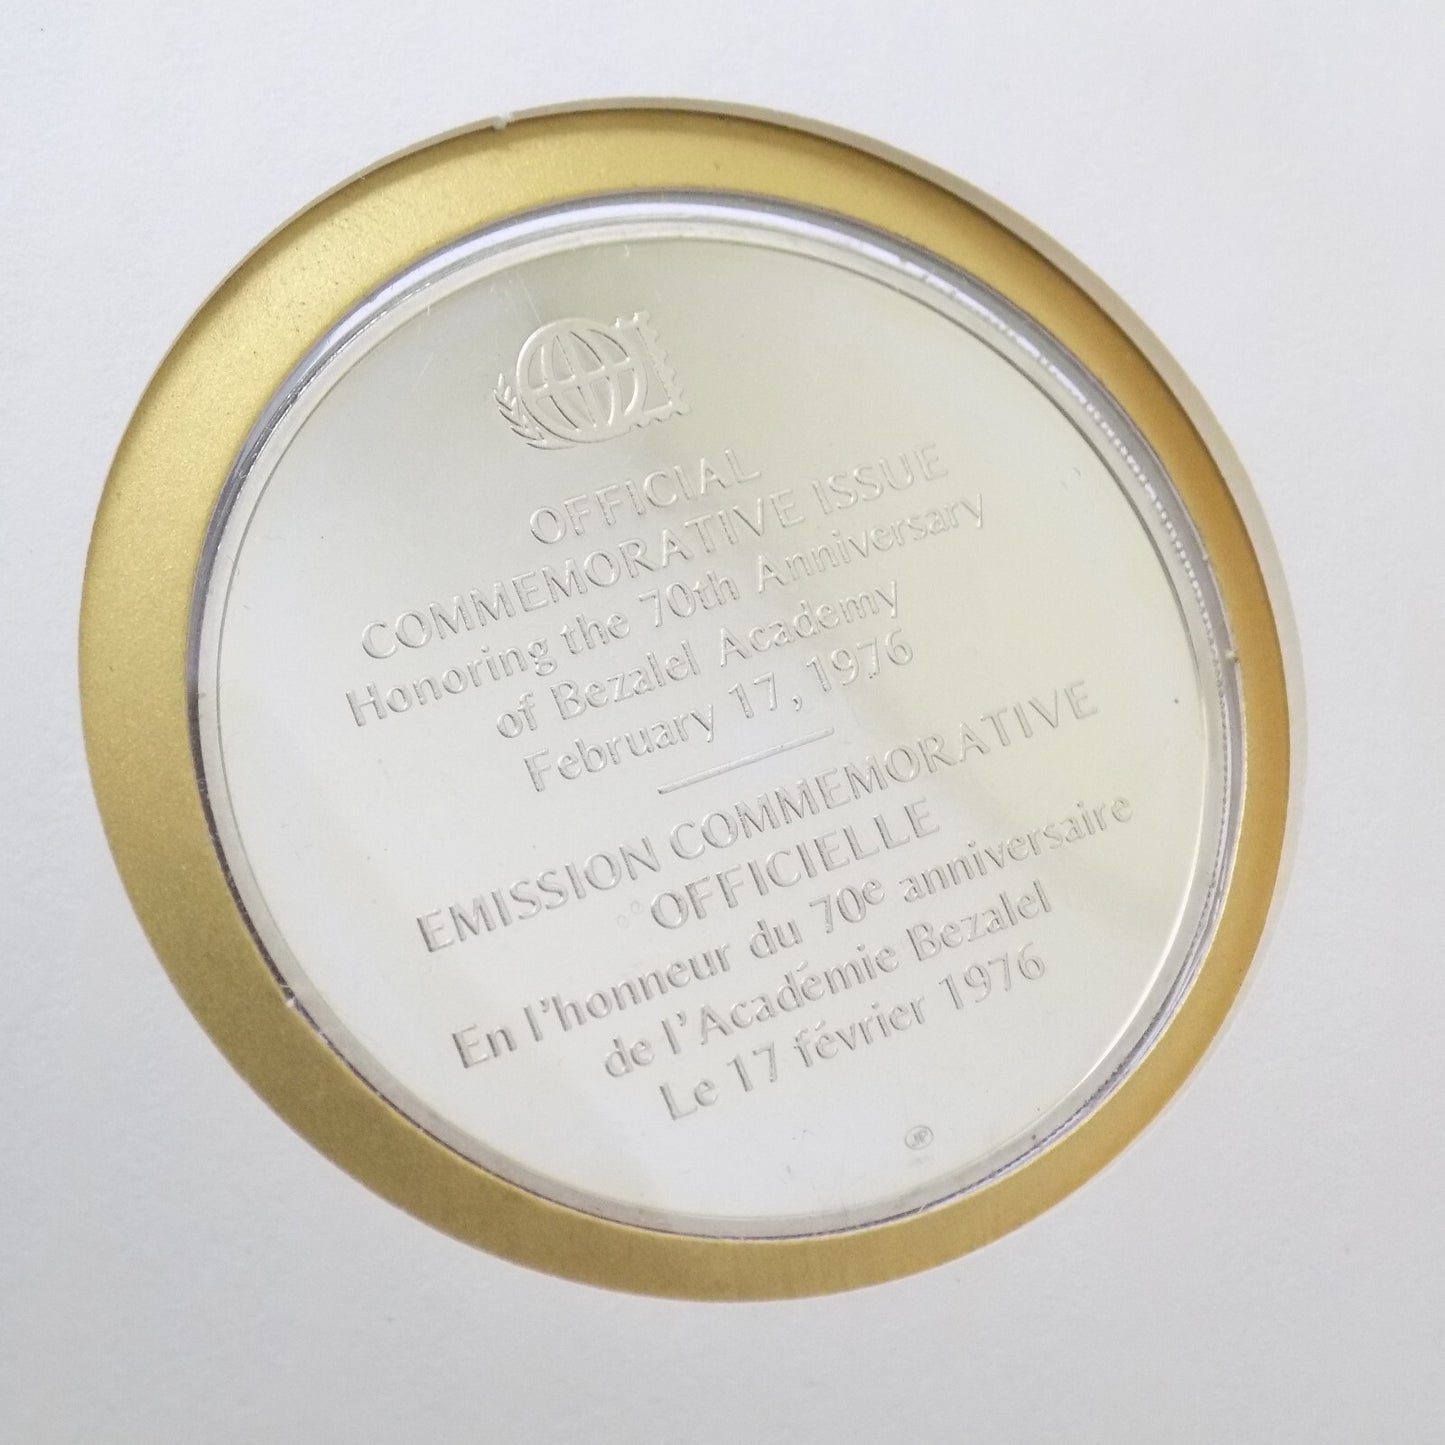 OFFICIAL
COMMEMORATIVE ISSUE
Honoring the 70th Anniversary
of Bezalel Academy
February 17, 1976
EMISSION COMMEMORATIVE
OFFICIELLE
En l'honneur du 70e anniversaire
de l'Académie Bezalel
Le 17 février 1976
JP